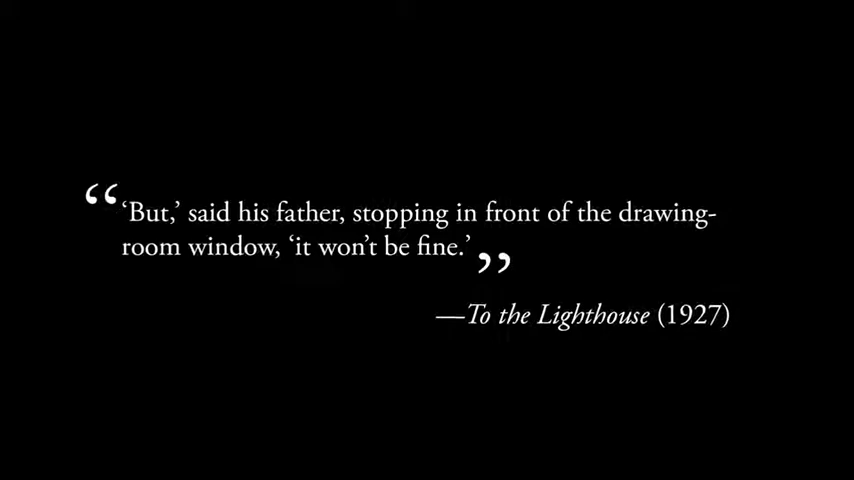 “‘But,’ said his father, stopping in front of the drawing-
room window, ‘it won’t be fine.’”
—To the Lighthouse (1927)